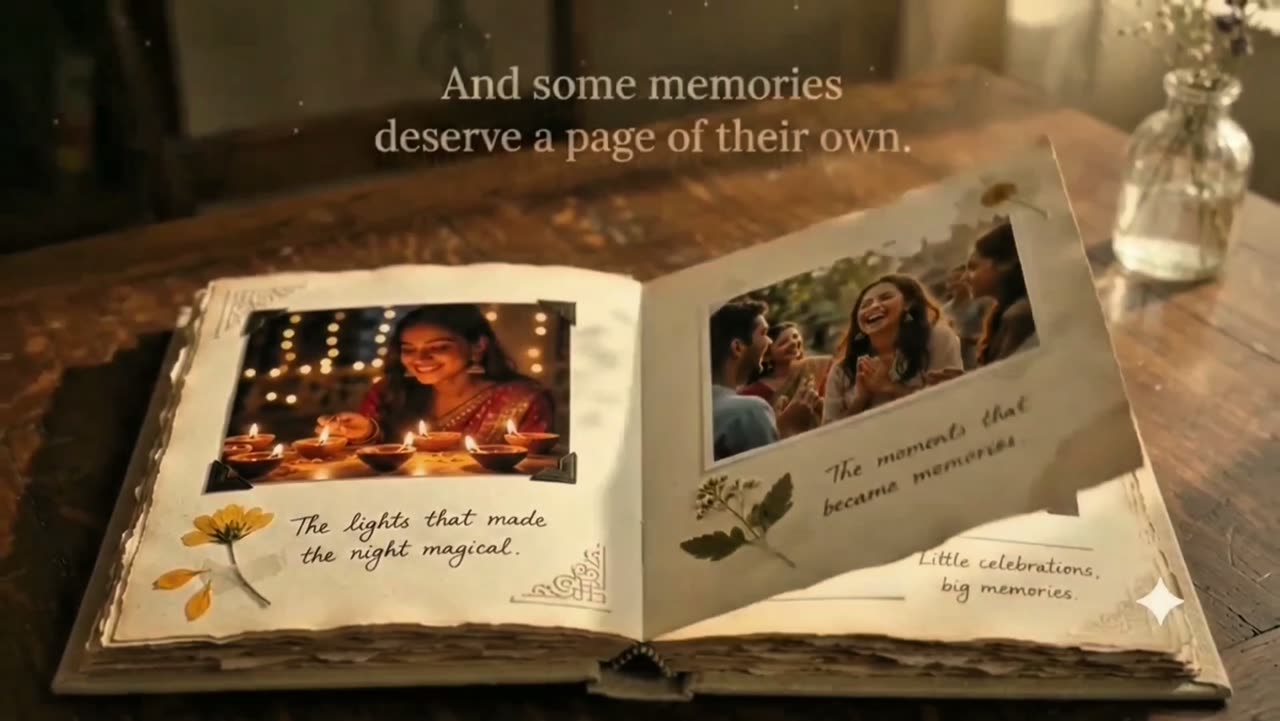 And some memories
deserve a page of their own.
The lights that made
the night magical.
The moments that
became memories.
Little celebrations,
big memories.